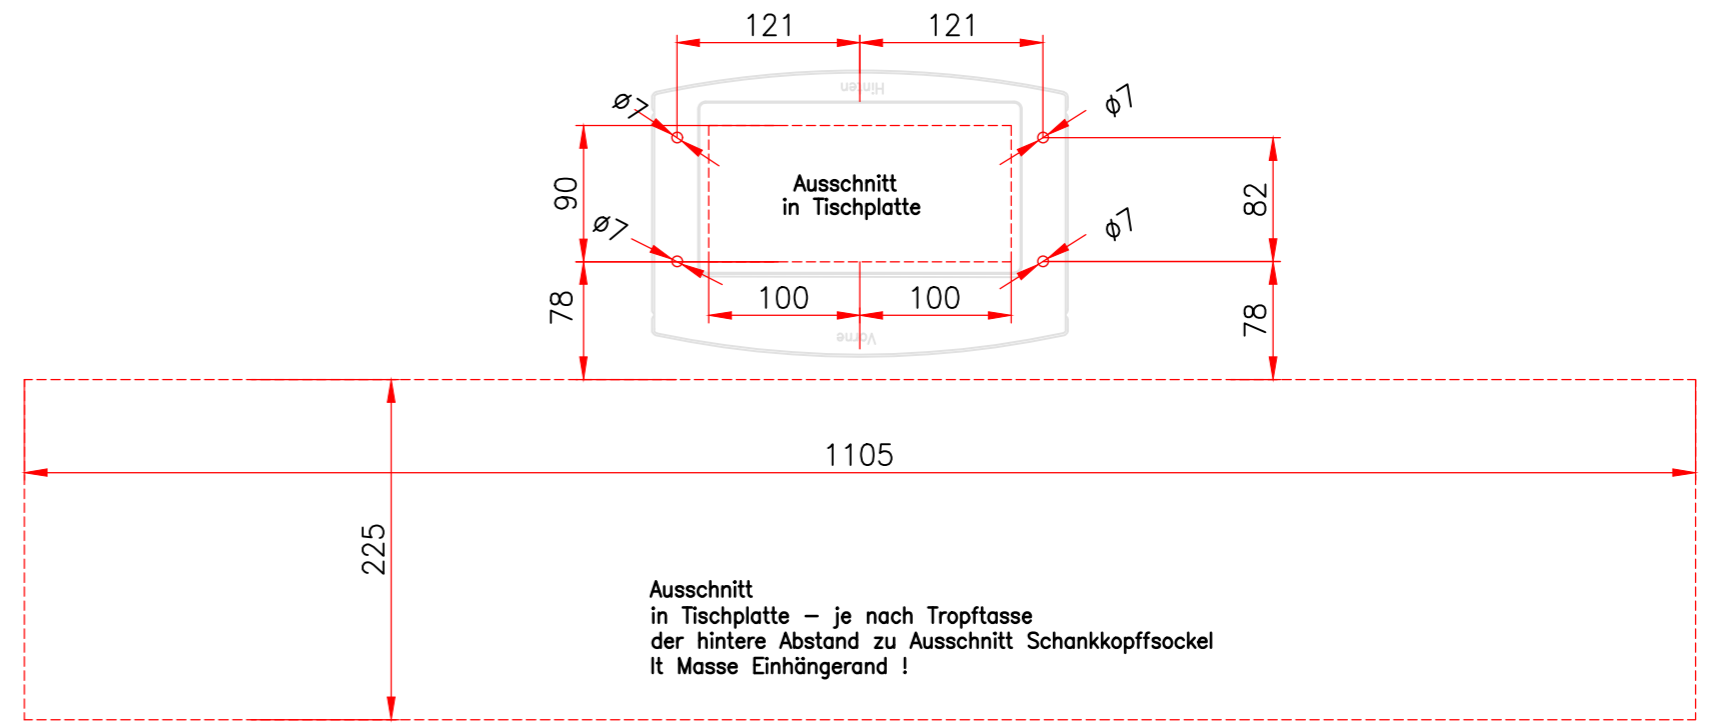 121 121
Hinten
ø7 ø7
Ausschnitt
in Tischplatte
90 82
ø7 ø7
100 100
78 78
Vorne
1105
225
Ausschnitt
in Tischplatte – je nach Tropftasse
der hintere Abstand zu Ausschnitt Schankkopffsockel
lt Masse Einhängerand !